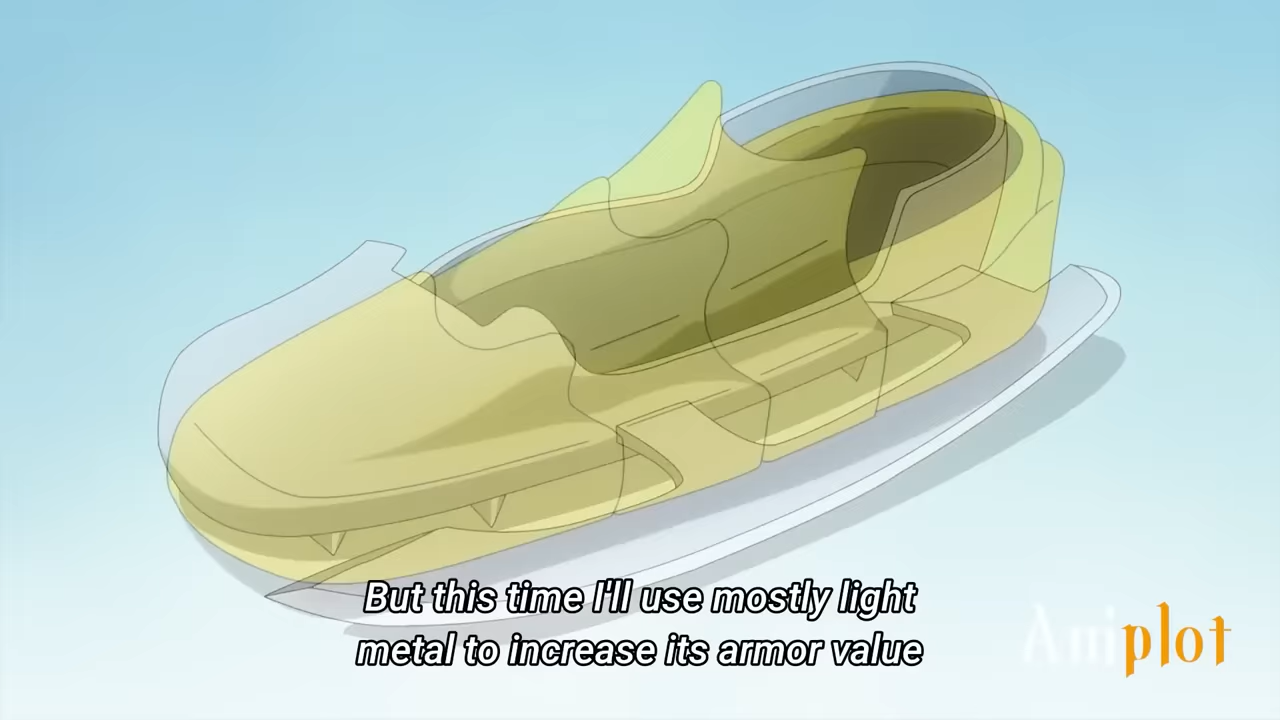 But this time I'll use mostly light
metal to increase its armor value
Aniplot